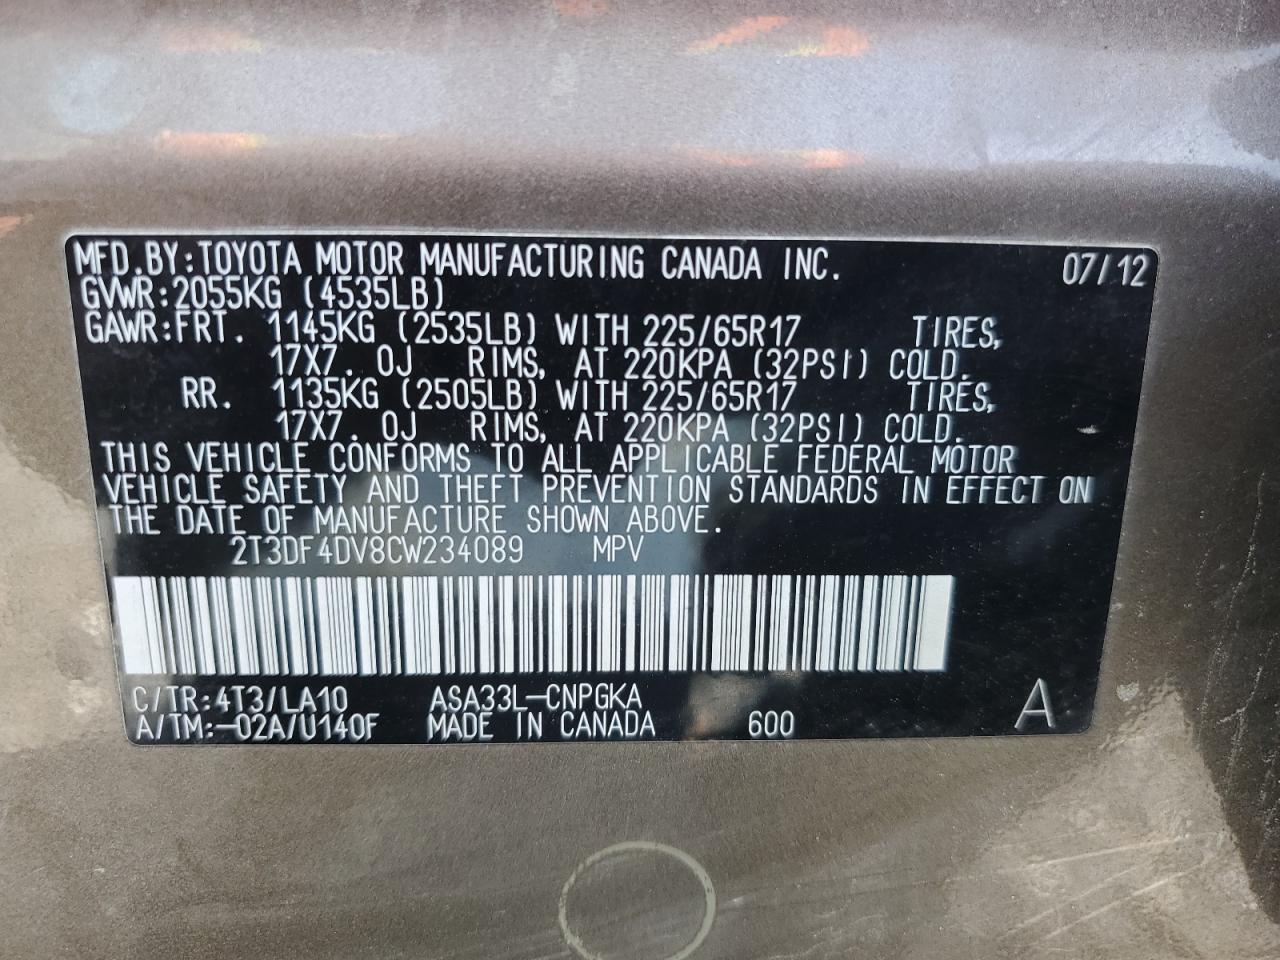 MFD.BY:TOYOTA MOTOR MANUFACTURING CANADA INC. 07/12
GVWR:2055KG (4535LB)
GAWR:FRT. 1145KG (2535LB) WITH 225/65R17 TIRES,
17X7. 0J RIMS, AT 220KPA (32PSI) COLD.
RR. 1135KG (2505LB) WITH 225/65R17 TIRES,
17X7. 0J RIMS, AT 220KPA (32PSI) COLD.
THIS VEHICLE CONFORMS TO ALL APPLICABLE FEDERAL MOTOR
VEHICLE SAFETY AND THEFT PREVENTION STANDARDS IN EFFECT ON
THE DATE OF MANUFACTURE SHOWN ABOVE.
2T3DF4DV8CW234089 MPV
C/TR:4T3/LA10 ASA33L-CNPGKA
A/TM:-02A/U140F MADE IN CANADA 600 A